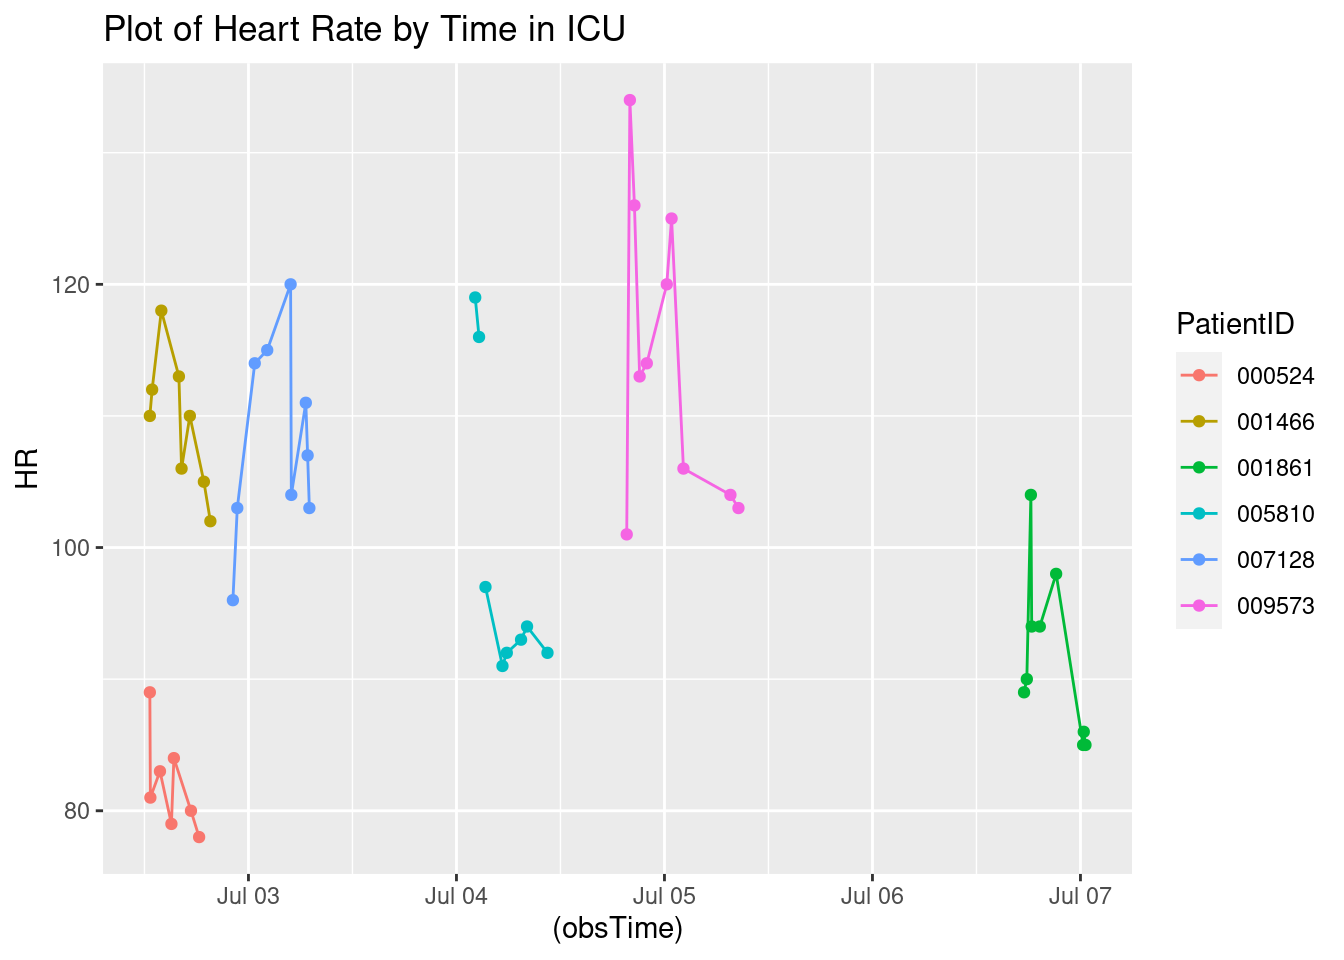 Plot of Heart Rate by Time in ICU
HR
120
100
80
Jul 03 Jul 04 Jul 05 Jul 06 Jul 07
(obsTime)
PatientID
000524
001466
001861
005810
007128
009573